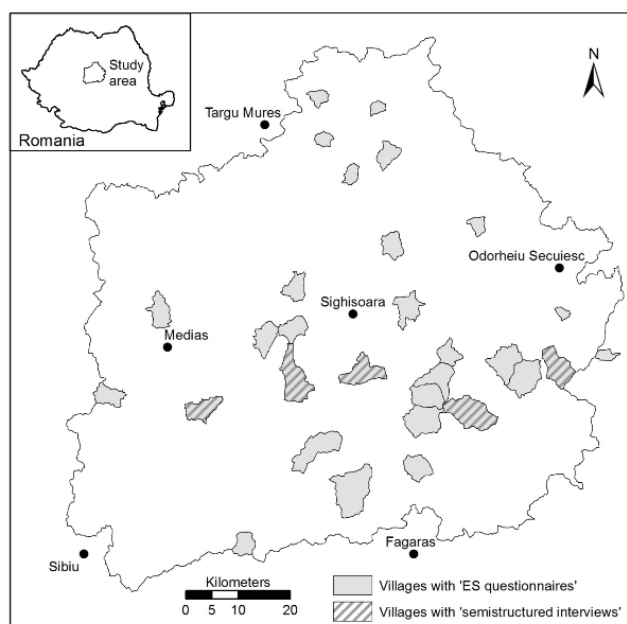 Study
area
Romania
N
Targu Mures
Odorheiu Secuiesc
Sighisoara
Medias
Sibiu
Fagaras
Kilometers
0 5 10 20
Villages with 'ES questionnaires'
Villages with 'semistructured interviews'